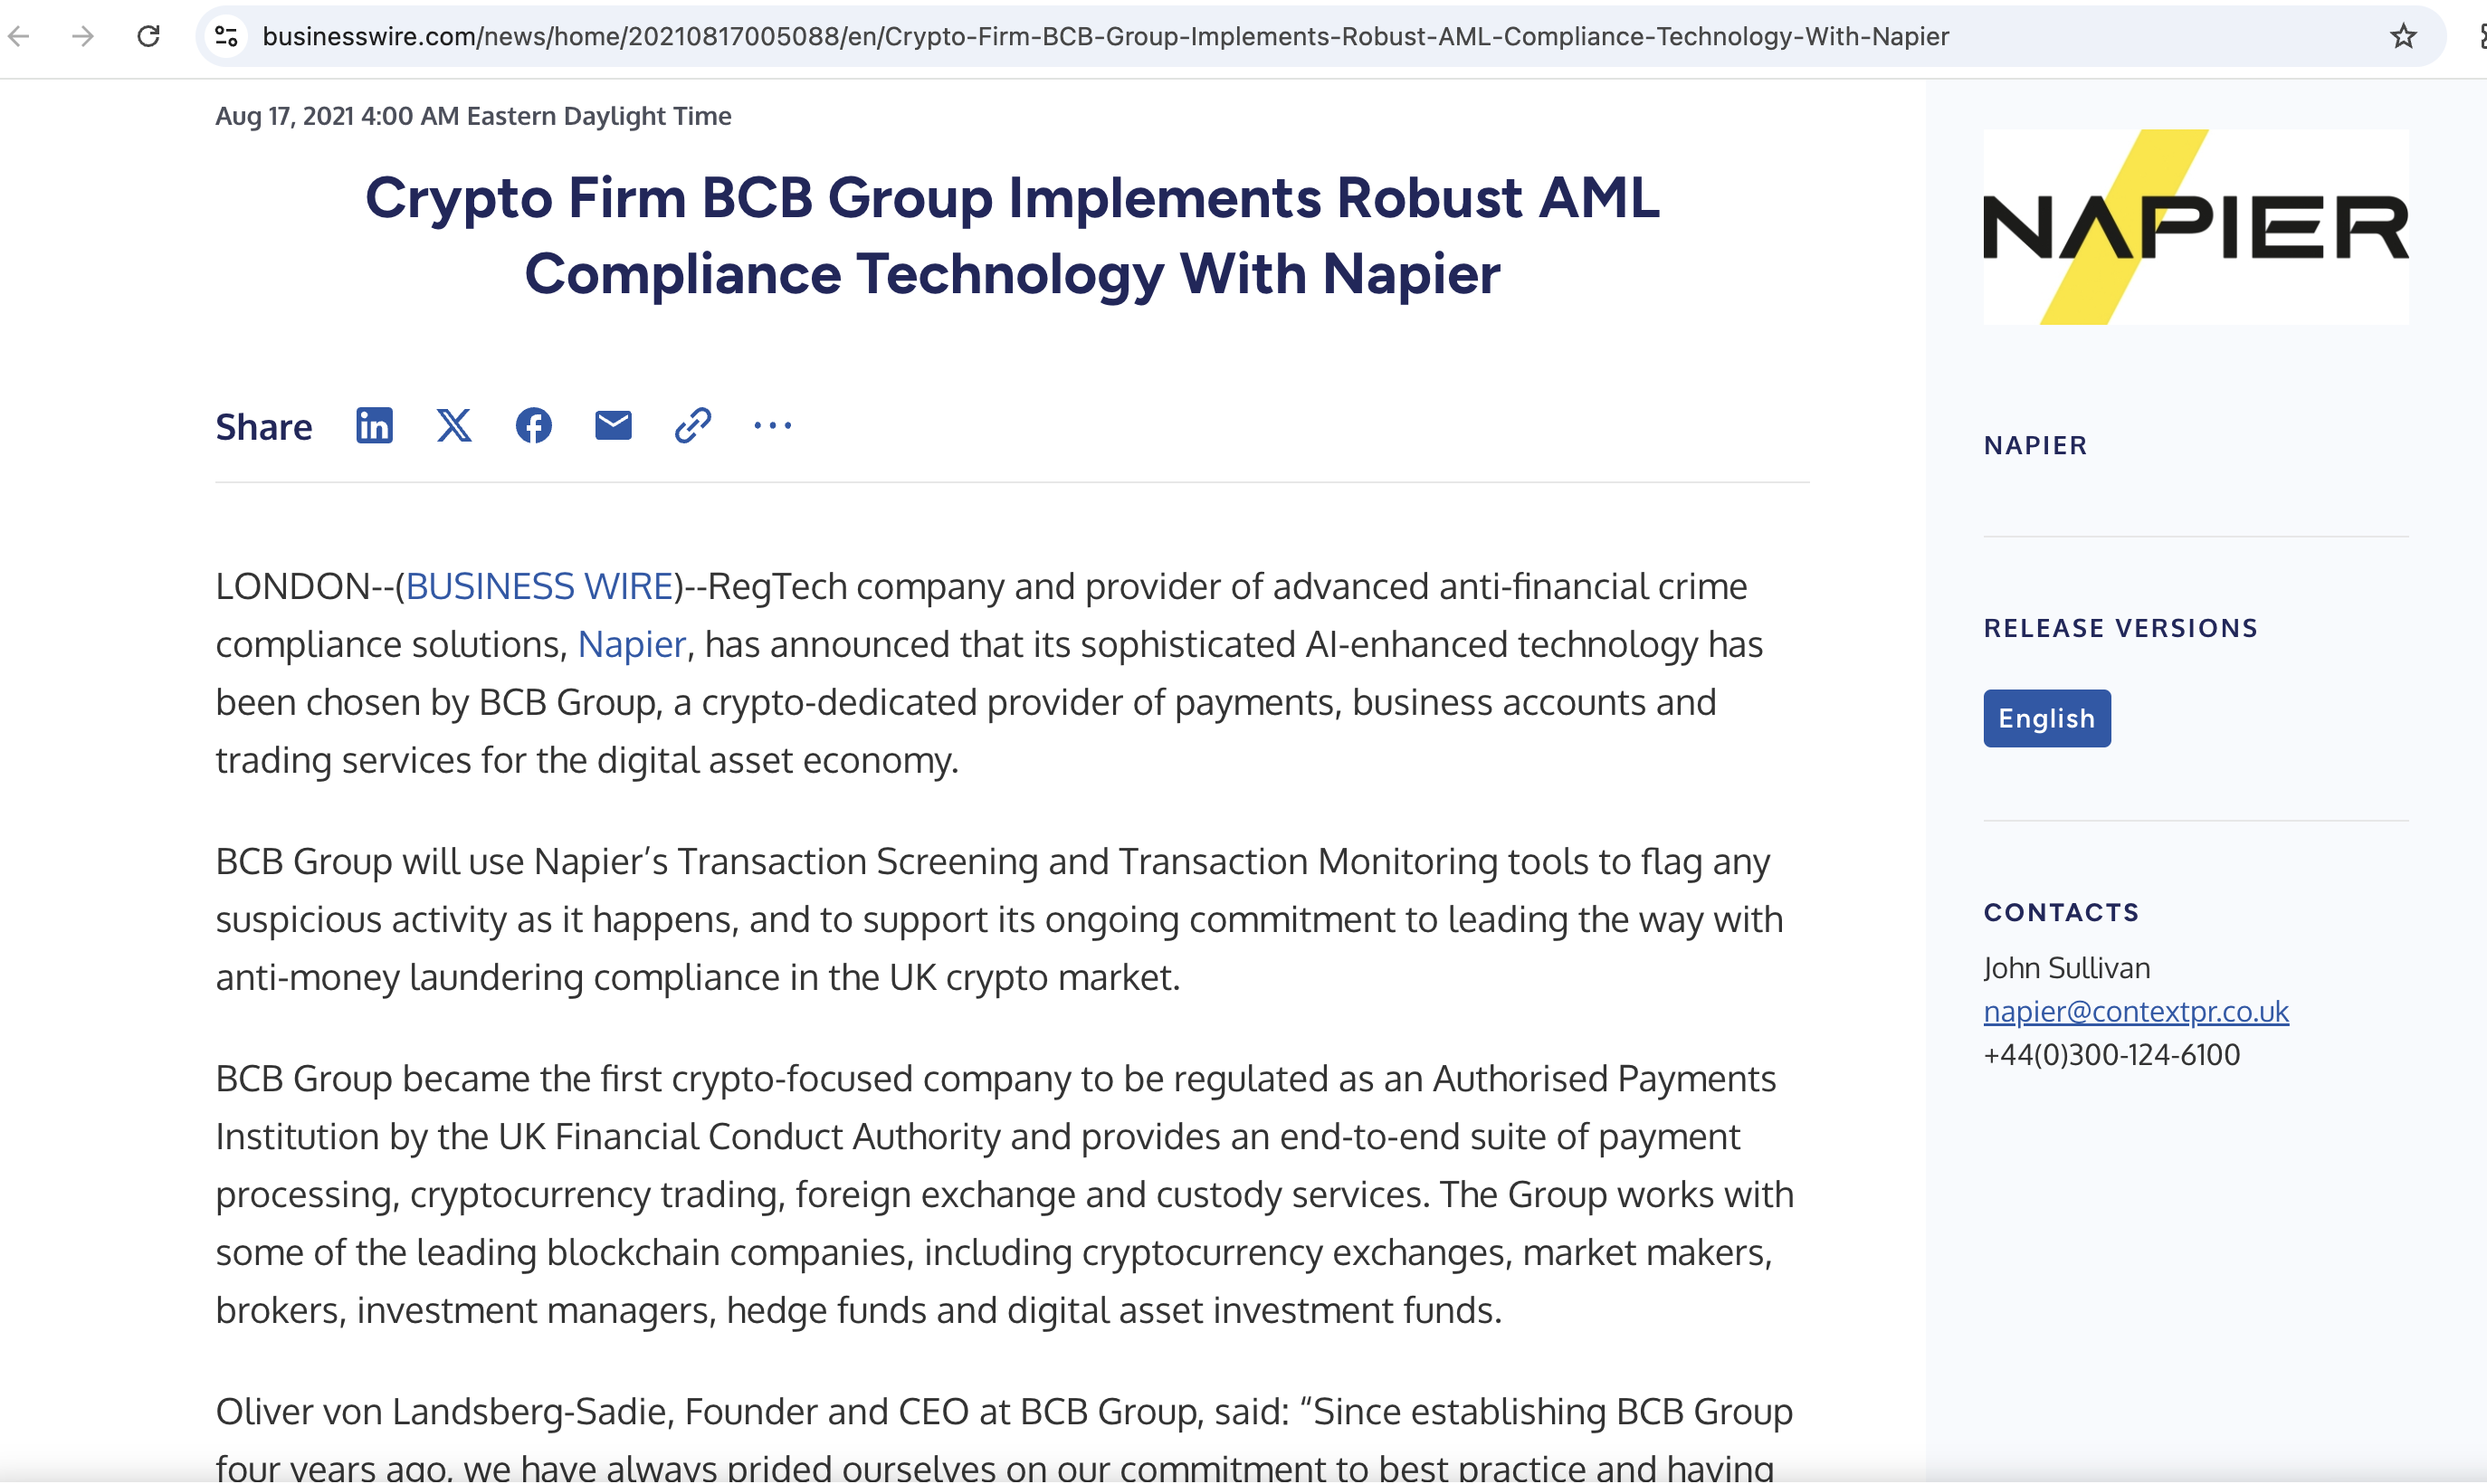 businesswire.com/news/home/20210817005088/en/Crypto-Firm-BCB-Group-Implements-Robust-AML-Compliance-Technology-With-Napier
Aug 17, 2021 4:00 AM Eastern Daylight Time
Crypto Firm BCB Group Implements Robust AML
Compliance Technology With Napier
Share
LONDON--(BUSINESS WIRE)--RegTech company and provider of advanced anti-financial crime
compliance solutions, Napier, has announced that its sophisticated AI-enhanced technology has
been chosen by BCB Group, a crypto-dedicated provider of payments, business accounts and
trading services for the digital asset economy.
BCB Group will use Napier’s Transaction Screening and Transaction Monitoring tools to flag any
suspicious activity as it happens, and to support its ongoing commitment to leading the way with
anti-money laundering compliance in the UK crypto market.
BCB Group became the first crypto-focused company to be regulated as an Authorised Payments
Institution by the UK Financial Conduct Authority and provides an end-to-end suite of payment
processing, cryptocurrency trading, foreign exchange and custody services. The Group works with
some of the leading blockchain companies, including cryptocurrency exchanges, market makers,
brokers, investment managers, hedge funds and digital asset investment funds.
Oliver von Landsberg-Sadie, Founder and CEO at BCB Group, said: “Since establishing BCB Group
four years ago, we have always prided ourselves on our commitment to best practice and having
NAPIER
NAPIER
RELEASE VERSIONS
English
CONTACTS
John Sullivan
napier@contextpr.co.uk
+44(0)300-124-6100